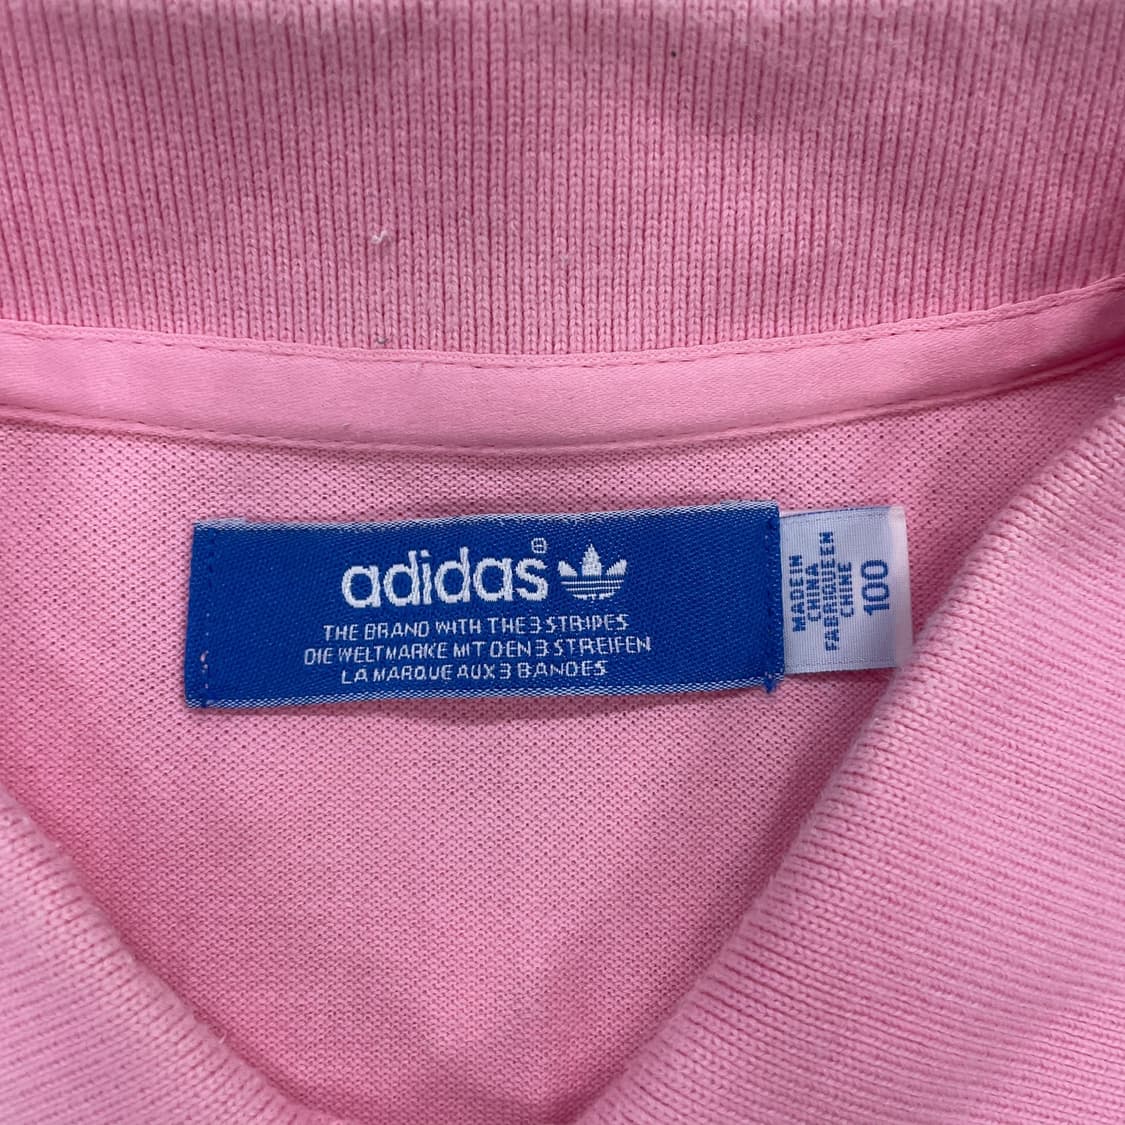 adidas®
THE BRAND WITH THE 3 STRIPES
DIE WELTMARKE MIT DEN 3 STREIFEN
LA MARQUE AUX 3 BANDES
MADE IN
CHINA
FABRIQUE EN
CHINE
100